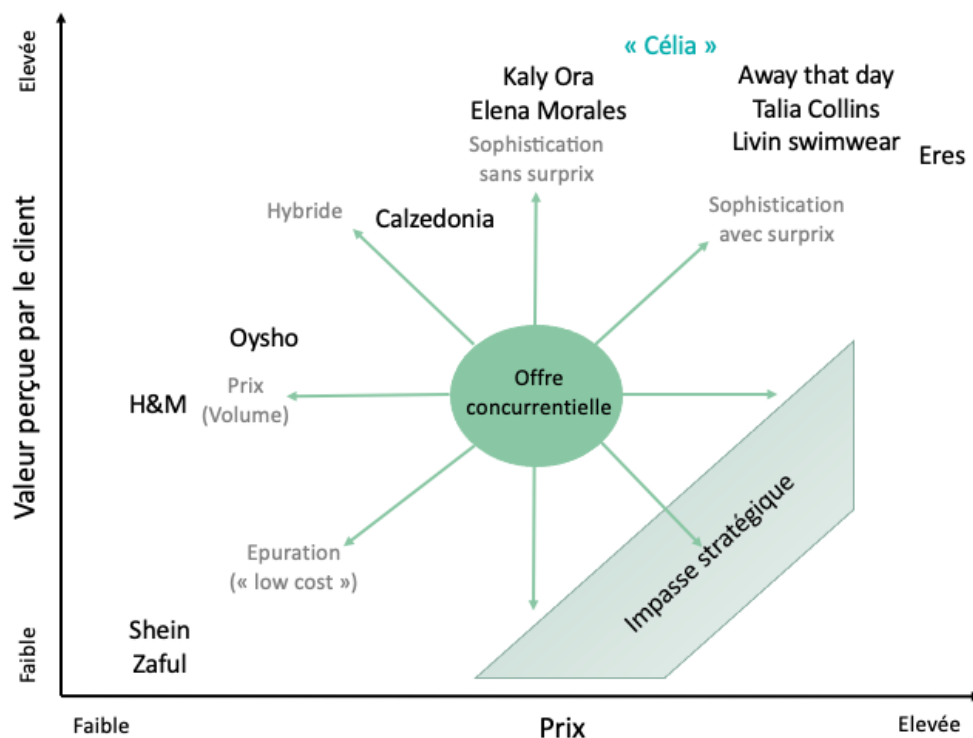 Elevée
« Célia »
Kaly Ora
Elena Morales
Sophistication
sans surprix
Away that day
Talia Collins
Livin swimwear
Eres
Hybride
Calzedonia
Sophistication
avec surprix
Valeur perçue par le client
Oysho
H&M
Prix
(Volume)
Offre
concurrentielle
Impasse stratégique
Epuration
(« low cost »)
Shein
Zaful
Faible
Faible
Prix
Elevée